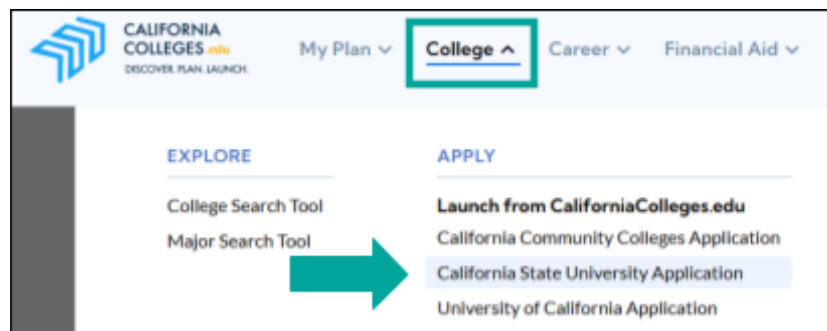 CALIFORNIA
COLLEGES.edu
DISCOVER. PLAN. LAUNCH.
My Plan
College
Career
Financial Aid
EXPLORE
College Search Tool
Major Search Tool
APPLY
Launch from CaliforniaColleges.edu
California Community Colleges Application
California State University Application
University of California Application